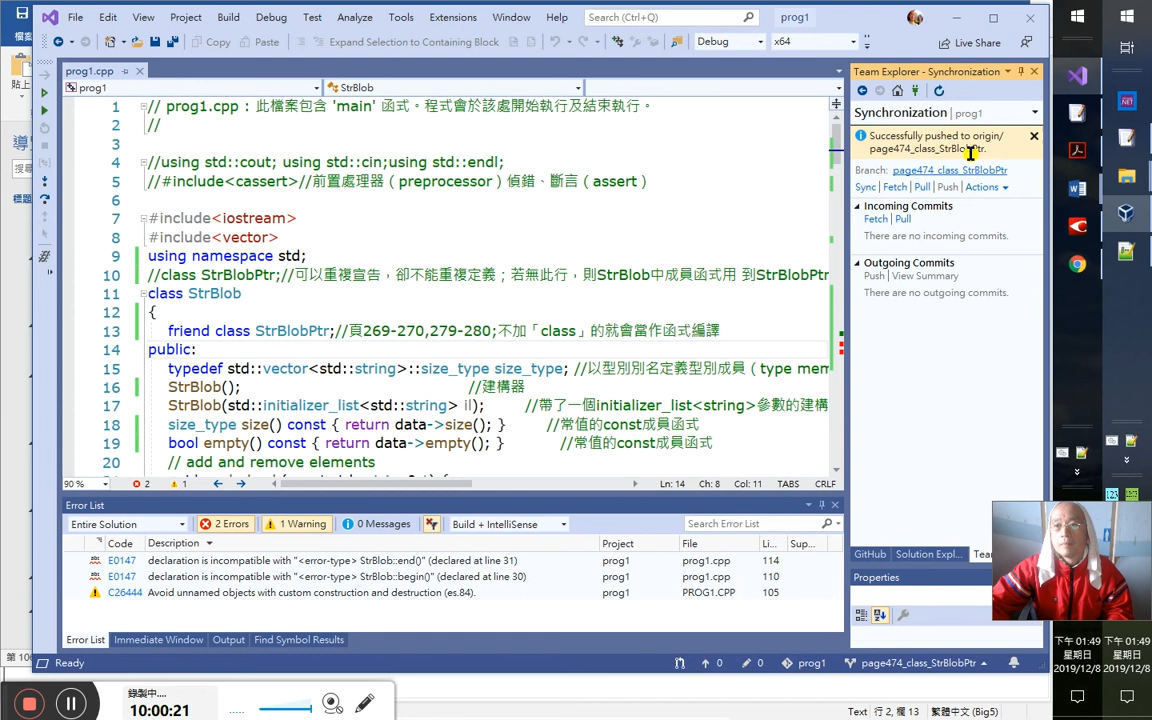 File Edit View Project Build Debug Test Analyze Tools Extensions Window Help Search (Ctrl+Q) prog1
Copy Paste Expand Selection to Containing Block Debug x64 Live Share
prog1.cpp
prog1 StrBlob
1 // prog1.cpp : 此檔案包含 'main' 函式。程式會於該處開始執行及結束執行。
2 //
3
4 //using std::cout; using std::cin;using std::endl;
5 //#include<cassert>//前置處理器（preprocessor）偵錯、斷言（assert）
6
7 #include<iostream>
8 #include<vector>
9 using namespace std;
10 //class StrBlobPtr;//可以重複宣告，卻不能重複定義；若無此行，則StrBlob中成員函式用 到StrBlobPtr
11 class StrBlob
12 {
13 friend class StrBlobPtr;//頁269-270,279-280;不加「class」的就會當作函式編譯
14 public:
15 typedef std::vector<std::string>::size_type size_type; //以型別別名定義型別成員（type mem
16 StrBlob(); //建構器
17 StrBlob(std::initializer_list<std::string> il); //帶了一個initializer_list<string>參數的建構
18 size_type size() const { return data->size(); } //常值的const成員函式
19 bool empty() const { return data->empty(); } //常值的const成員函式
20 // add and remove elements
90 % 2 1 Ln: 14 Ch: 8 Col: 11 TABS CRLF
Error List
Entire Solution 2 Errors 1 Warning 0 Messages Build + IntelliSense Search Error List
Code Description Project File Li... Sup...
E0147 declaration is incompatible with "<error-type> StrBlob::end()" (declared at line 31) prog1 prog1.cpp 114
E0147 declaration is incompatible with "<error-type> StrBlob::begin()" (declared at line 30) prog1 prog1.cpp 110
C26444 Avoid unnamed objects with custom construction and destruction (es.84). prog1 PROG1.CPP 105
Error List Immediate Window Output Find Symbol Results
Ready 0 0 prog1 page474_class_StrBlobPtr
Team Explorer - Synchronization
Synchronization prog1
Successfully pushed to origin/
page474_class_StrBlobPtr.
Branch: page474_class_StrBlobPtr
Sync Fetch Pull Push Actions
Incoming Commits
Fetch Pull
There are no incoming commits.
Outgoing Commits
Push View Summary
There are no outgoing commits.
GitHub Solution Expl... Tea
Properties
檔案
貼上
導
搜尋
標題
第 106
錄製中....
10:00:21
Text 行 2, 欄 13 繁體中文 (Big5)
下午 01:49 下午 01:49
星期日 星期日
2019/12/8 2019/12/8